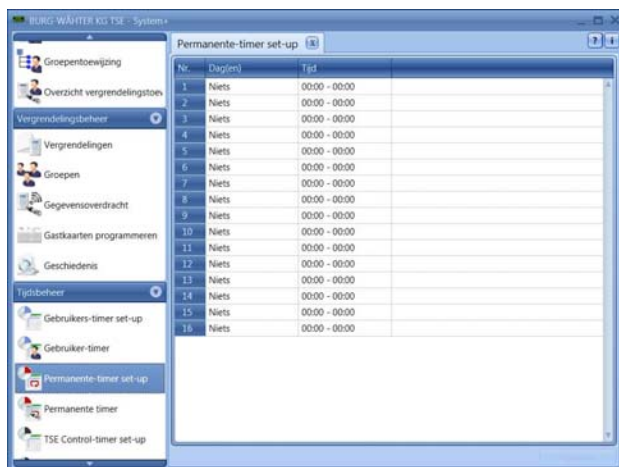 BURG-WÄHTER KG TSE - System+
Groepentoewijzing
Overzicht vergrendelingstoew
Vergrendelingsbeheer
Vergrendelingen
Groepen
Gegevensoverdracht
Gastkaarten programmeren
Geschiedenis
Tijdsbeheer
Gebruikers-timer set-up
Gebruiker-timer
Permanente-timer set-up
Permanente timer
TSE Control-timer set-up
Permanente-timer set-up x
? i
Nr. Dag(en) Tijd
1 Niets 00:00 - 00:00
2 Niets 00:00 - 00:00
3 Niets 00:00 - 00:00
4 Niets 00:00 - 00:00
5 Niets 00:00 - 00:00
6 Niets 00:00 - 00:00
7 Niets 00:00 - 00:00
8 Niets 00:00 - 00:00
9 Niets 00:00 - 00:00
10 Niets 00:00 - 00:00
11 Niets 00:00 - 00:00
12 Niets 00:00 - 00:00
13 Niets 00:00 - 00:00
14 Niets 00:00 - 00:00
15 Niets 00:00 - 00:00
16 Niets 00:00 - 00:00